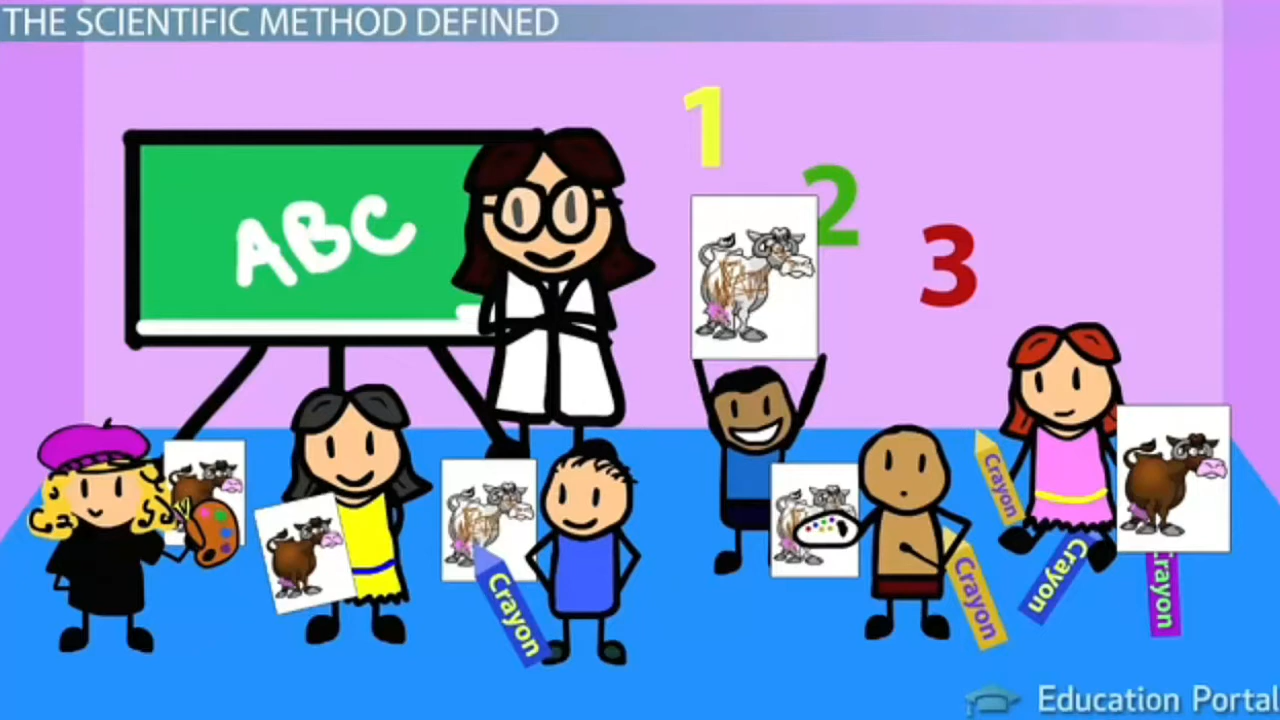 THE SCIENTIFIC METHOD DEFINED
ABC
1
2
3
Crayon
Crayon
Crayon
Crayon
Crayon
Education Portal